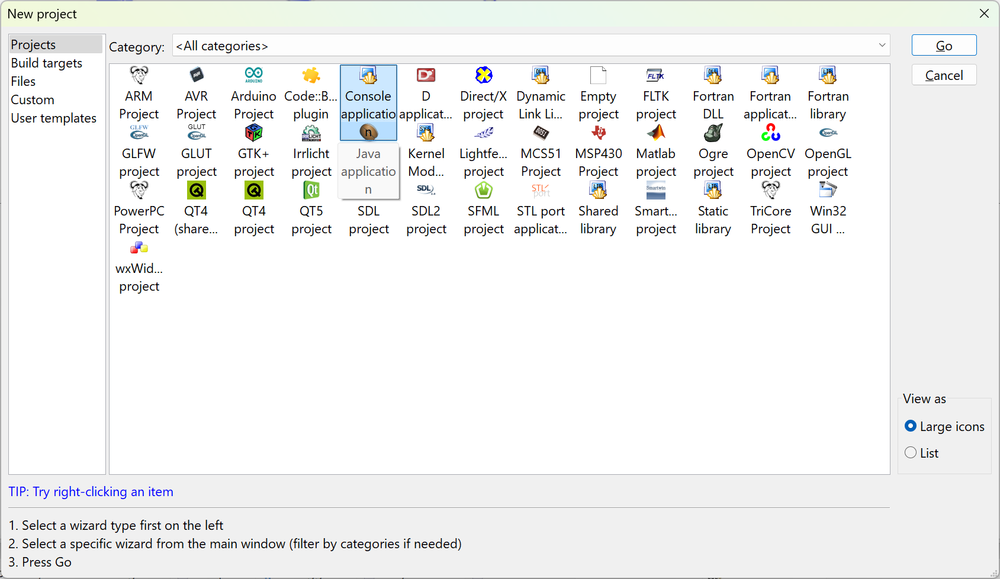 New project
Projects
Build targets
Files
Custom
User templates
Category: <All categories>
Go
Cancel
ARM Project
AVR Project
Arduino Project
Code::B... plugin
Console applicatio n
D applicat...
Direct/X project
Dynamic Link Li...
Empty project
FLTK project
Fortran DLL
Fortran applicat...
Fortran library
GLFW project
GLUT project
GTK+ project
Irrlicht project
Java applicatio n
Kernel Mod...
Lightfe... project
MCS51 Project
MSP430 Project
Matlab project
Ogre project
OpenCV project
OpenGL project
PowerPC Project
QT4 (share...
QT4 project
QT5 project
SDL project
SDL2 project
SFML project
STL port applicat...
Shared library
Smart... project
Static library
TriCore Project
Win32 GUI ...
wxWid... project
View as
Large icons
List
TIP: Try right-clicking an item
1. Select a wizard type first on the left
2. Select a specific wizard from the main window (filter by categories if needed)
3. Press Go